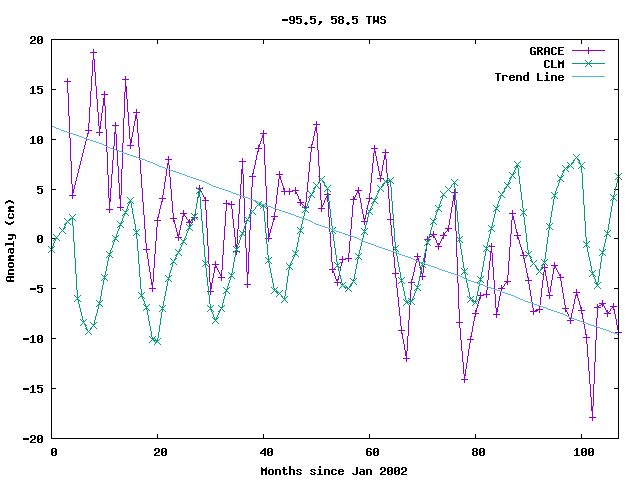 -95.5, 58.5 TWS
GRACE
CLM
Trend Line
20
15
10
5
0
-5
-10
-15
-20
Anomaly (cm)
0 20 40 60 80 100
Months since Jan 2002